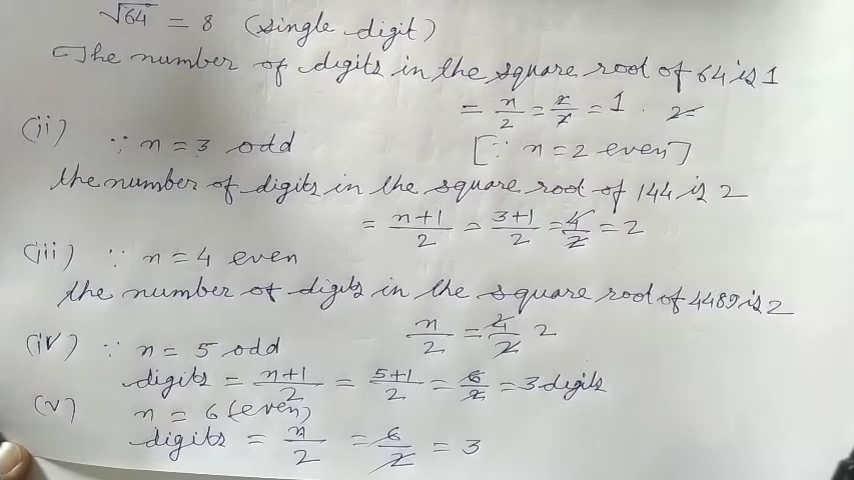 √64 = 8 (single digit)
The number of digits in the square root of 64 is 1
= n/2 = 2/2 = 1 . 2=
(ii) ∵ n = 3 odd [∵ n = 2 even]
the number of digits in the square root of 144 is 2
= n+1/2 = 3+1/2 = 4/2 = 2
(iii) ∵ n = 4 even
the number of digits in the square root of 4489 is 2
n/2 = 4/2 2
(iv) ∵ n = 5 odd
digits = n+1/2 = 5+1/2 = 6/2 = 3 digits
(v) n = 6 (even)
digits = n/2 = 6/2 = 3